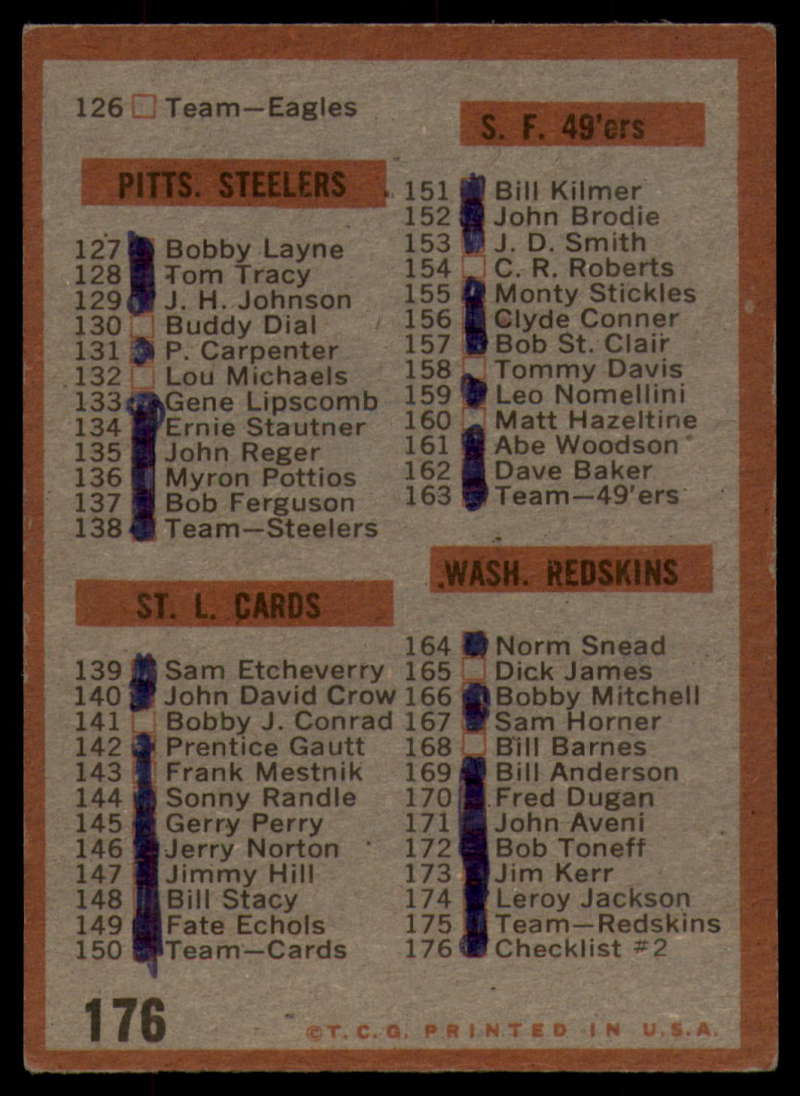 126 Team—Eagles
PITTS. STEELERS
127 Bobby Layne
128 Tom Tracy
129 J. H. Johnson
130 Buddy Dial
131 P. Carpenter
132 Lou Michaels
133 Gene Lipscomb
134 Ernie Stautner
135 John Reger
136 Myron Pottios
137 Bob Ferguson
138 Team—Steelers
ST. L. CARDS
139 Sam Etcheverry
140 John David Crow
141 Bobby J. Conrad
142 Prentice Gautt
143 Frank Mestnik
144 Sonny Randle
145 Gerry Perry
146 Jerry Norton
147 Jimmy Hill
148 Bill Stacy
149 Fate Echols
150 Team—Cards
S. F. 49'ers
151 Bill Kilmer
152 John Brodie
153 J. D. Smith
154 C. R. Roberts
155 Monty Stickles
156 Clyde Conner
157 Bob St. Clair
158 Tommy Davis
159 Leo Nomellini
160 Matt Hazeltine
161 Abe Woodson
162 Dave Baker
163 Team—49'ers
WASH. REDSKINS
164 Norm Snead
165 Dick James
166 Bobby Mitchell
167 Sam Horner
168 Bill Barnes
169 Bill Anderson
170 Fred Dugan
171 John Aveni
172 Bob Toneff
173 Jim Kerr
174 Leroy Jackson
175 Team—Redskins
176 Checklist #2
176
©T.C.G. PRINTED IN U.S.A.